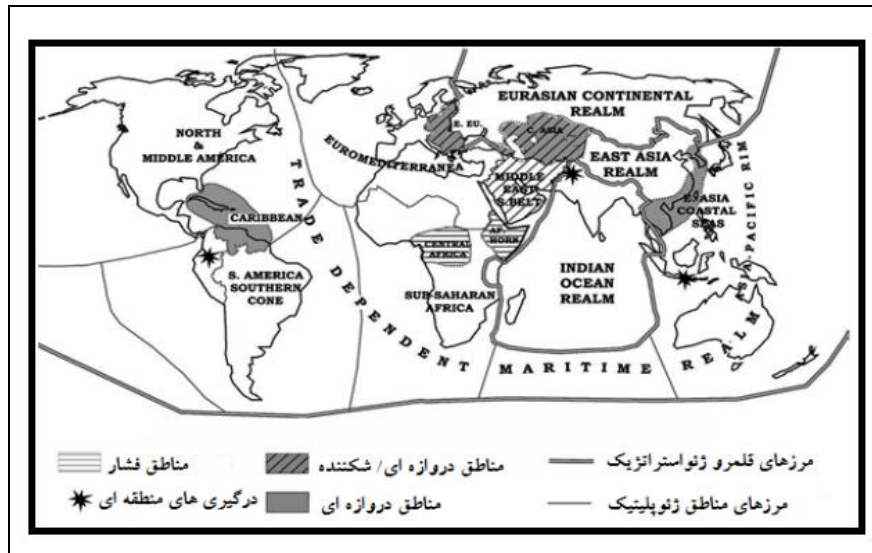 EURASIAN CONTINENTAL
REALM
NORTH
& MIDDLE AMERICA
E. EU.
C. ASIA
EAST ASIA
REALM
EUROMEDITERRANEA
MIDDLE
EAST
S.BELT
CARIBBEAN
E. ASIA
COASTAL
SEAS
ASIA-PACIFIC RIM
AF.
HORN
CENTRAL
AFRICA
S. AMERICA
SOUTHERN
CONE
SUB-SAHARAN
AFRICA
INDIAN
OCEAN
REALM
TRADE DEPENDENT MARITIME REALM
مرزهای قلمرو ژئواستراتژیک
مناطق دروازه ای/ شکننده
مناطق فشار
مرزهای مناطق ژئوپلیتیک
مناطق دروازه ای
درگیری های منطقه ای